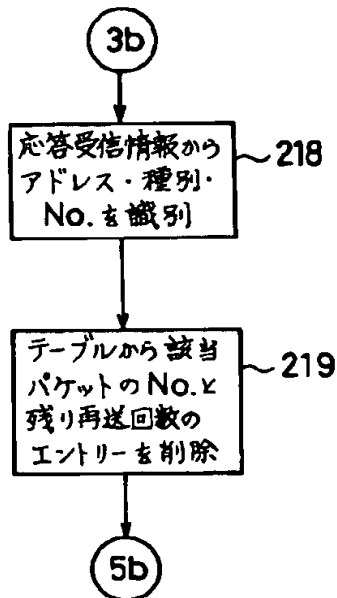 3b
応答受信情報から
アドレス・種別・
No.を識別
218
テーブルから該当
パケットのNo.と
残り再送回数の
エントリーを削除
219
5b